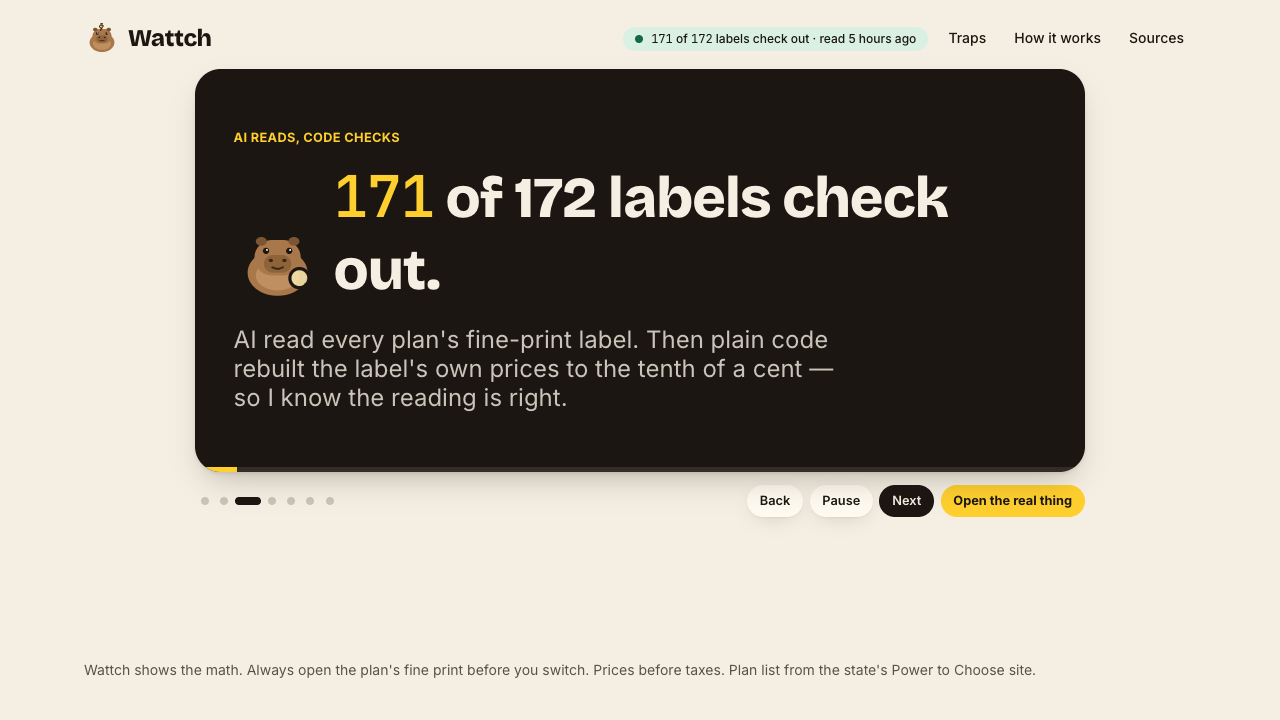 Wattch
171 of 172 labels check out · read 5 hours ago
Traps
How it works
Sources
AI READS, CODE CHECKS
171 of 172 labels check
out.
AI read every plan's fine-print label. Then plain code
rebuilt the label's own prices to the tenth of a cent —
so I know the reading is right.
Back
Pause
Next
Open the real thing
Wattch shows the math. Always open the plan's fine print before you switch. Prices before taxes. Plan list from the state's Power to Choose site.